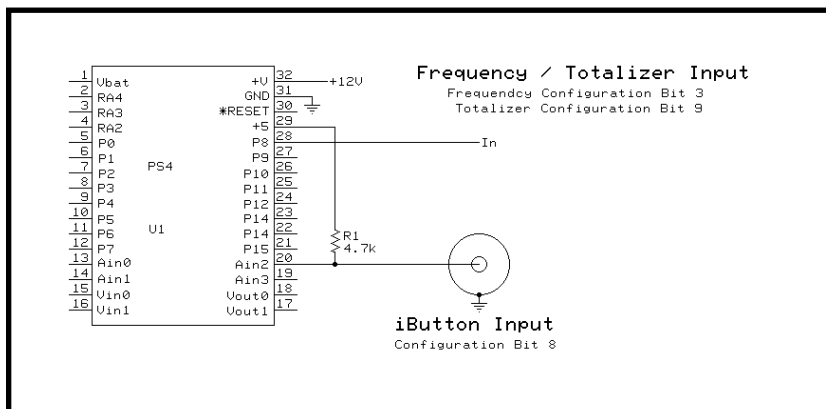 1 Vbat
2 RA4
3 RA3
4 RA2
5 P0
6 P1
7 P2
8 P3
9 P4
10 P5
11 P6
12 P7
13 Ain0
14 Ain1
15 Vin0
16 Vin1
PS4
U1
+V 32
GND 31
*RESET 30
+5 29
P8 28
P9 27
P10 26
P11 25
P12 24
P14 23
P14 22
P15 21
Ain2 20
Ain3 19
Vout0 18
Vout1 17
+12V
Frequency / Totalizer Input
Frequendcy Configuration Bit 3
Totalizer Configuration Bit 9
In
R1
4.7k
iButton Input
Configuration Bit 8